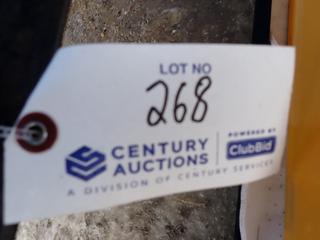 LOT NO
268
CENTURY
AUCTIONS
POWERED BY
ClubBid
A DIVISION OF CENTURY SERVICES